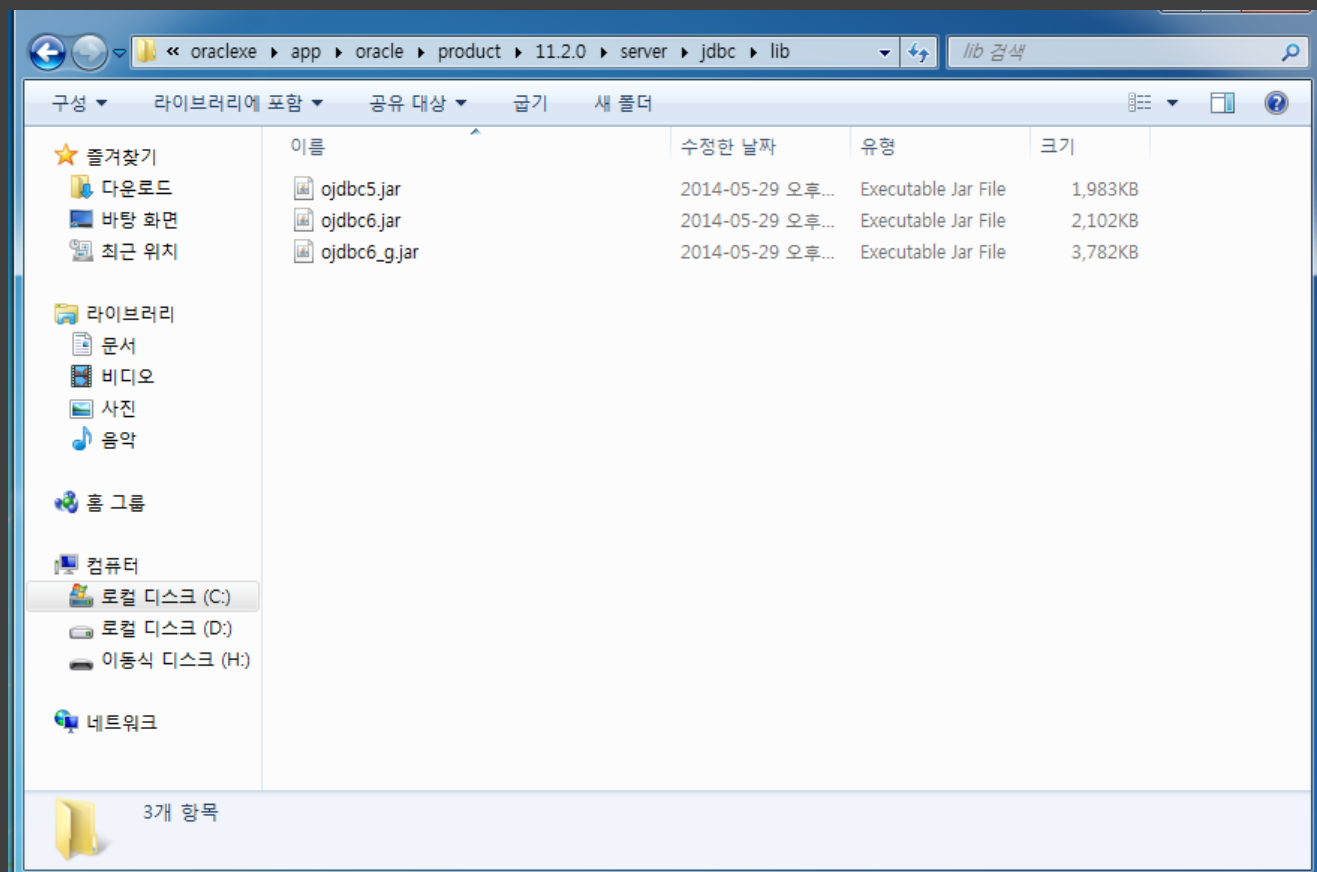 « oraclexe ▸ app ▸ oracle ▸ product ▸ 11.2.0 ▸ server ▸ jdbc ▸ lib
lib 검색
구성 라이브러리에 포함 공유 대상 굽기 새 폴더
이름 수정한 날짜 유형 크기
ojdbc5.jar 2014-05-29 오후... Executable Jar File 1,983KB
ojdbc6.jar 2014-05-29 오후... Executable Jar File 2,102KB
ojdbc6_g.jar 2014-05-29 오후... Executable Jar File 3,782KB
즐겨찾기
다운로드
바탕 화면
최근 위치
라이브러리
문서
비디오
사진
음악
홈 그룹
컴퓨터
로컬 디스크 (C:)
로컬 디스크 (D:)
이동식 디스크 (H:)
네트워크
3개 항목